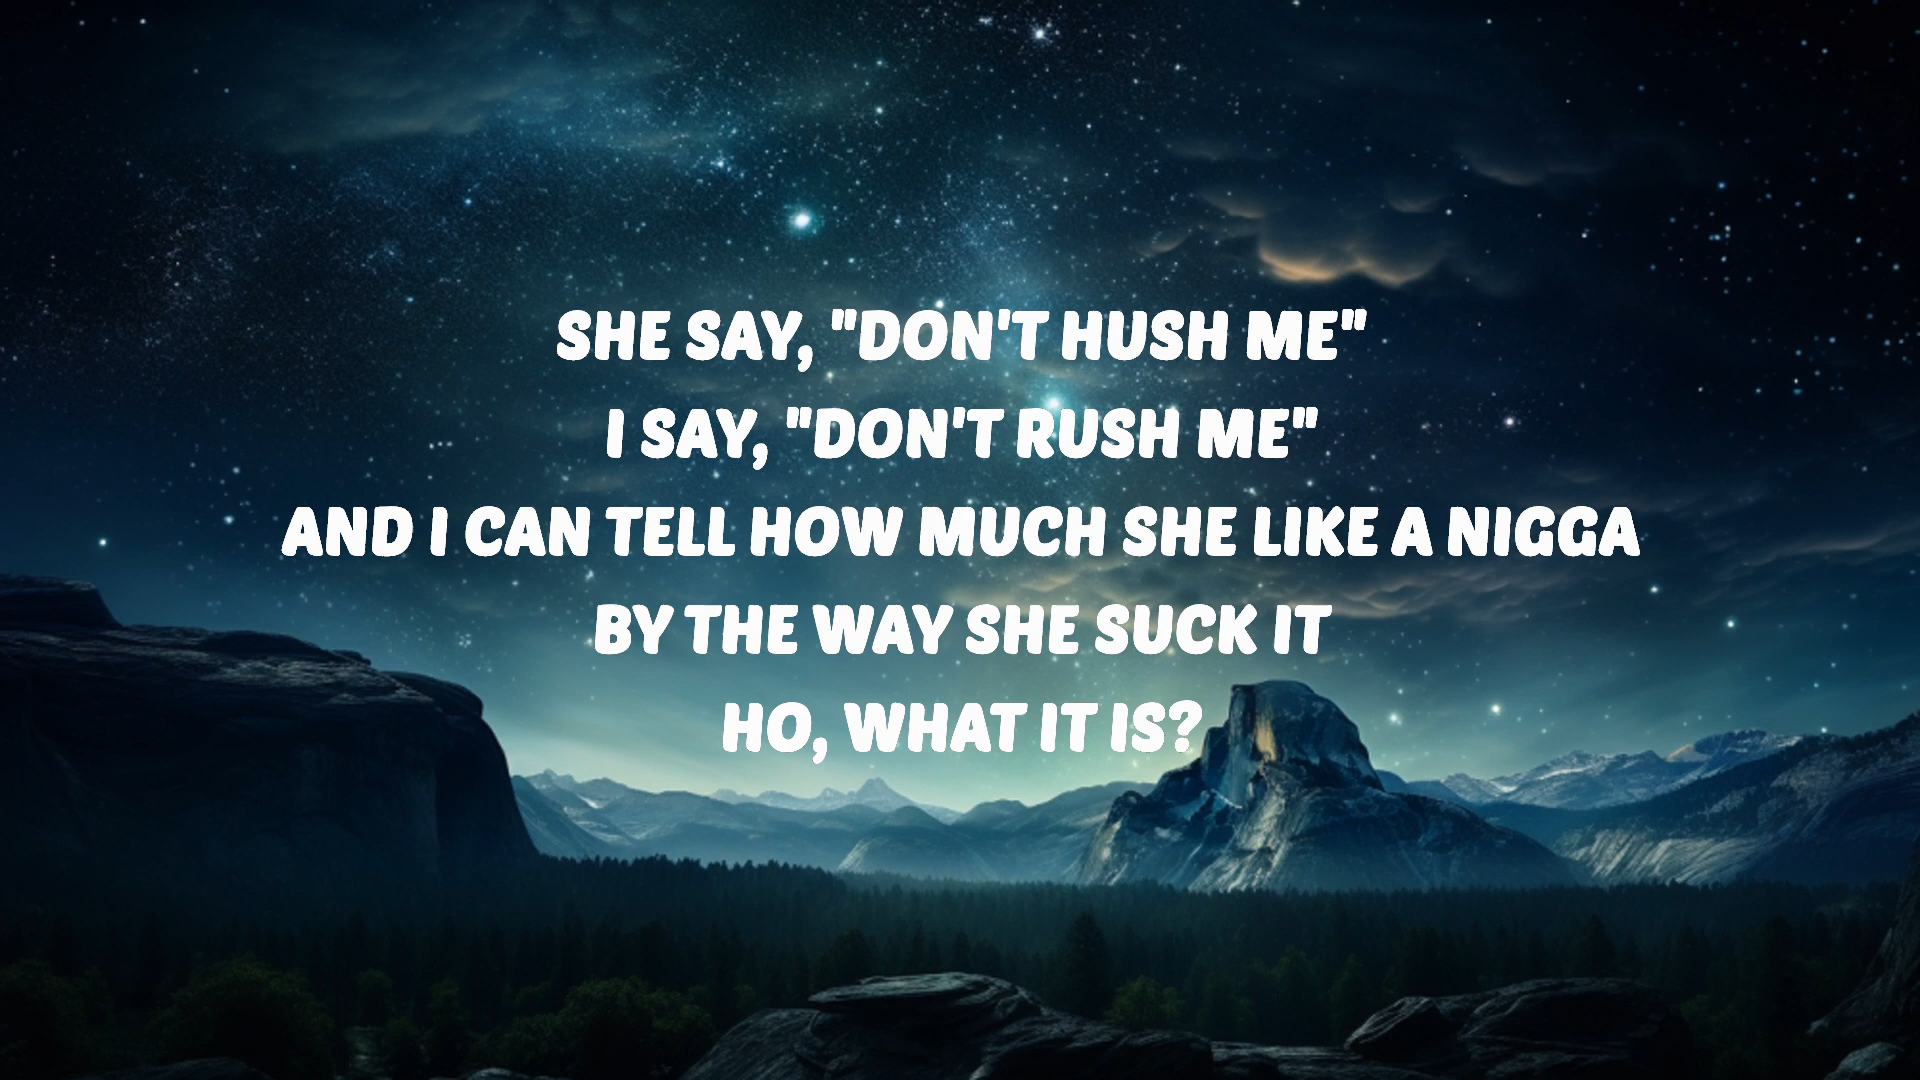 SHE SAY, "DON'T HUSH ME"
I SAY, "DON'T RUSH ME"
AND I CAN TELL HOW MUCH SHE LIKE A NIGGA
BY THE WAY SHE SUCK IT
HO, WHAT IT IS?